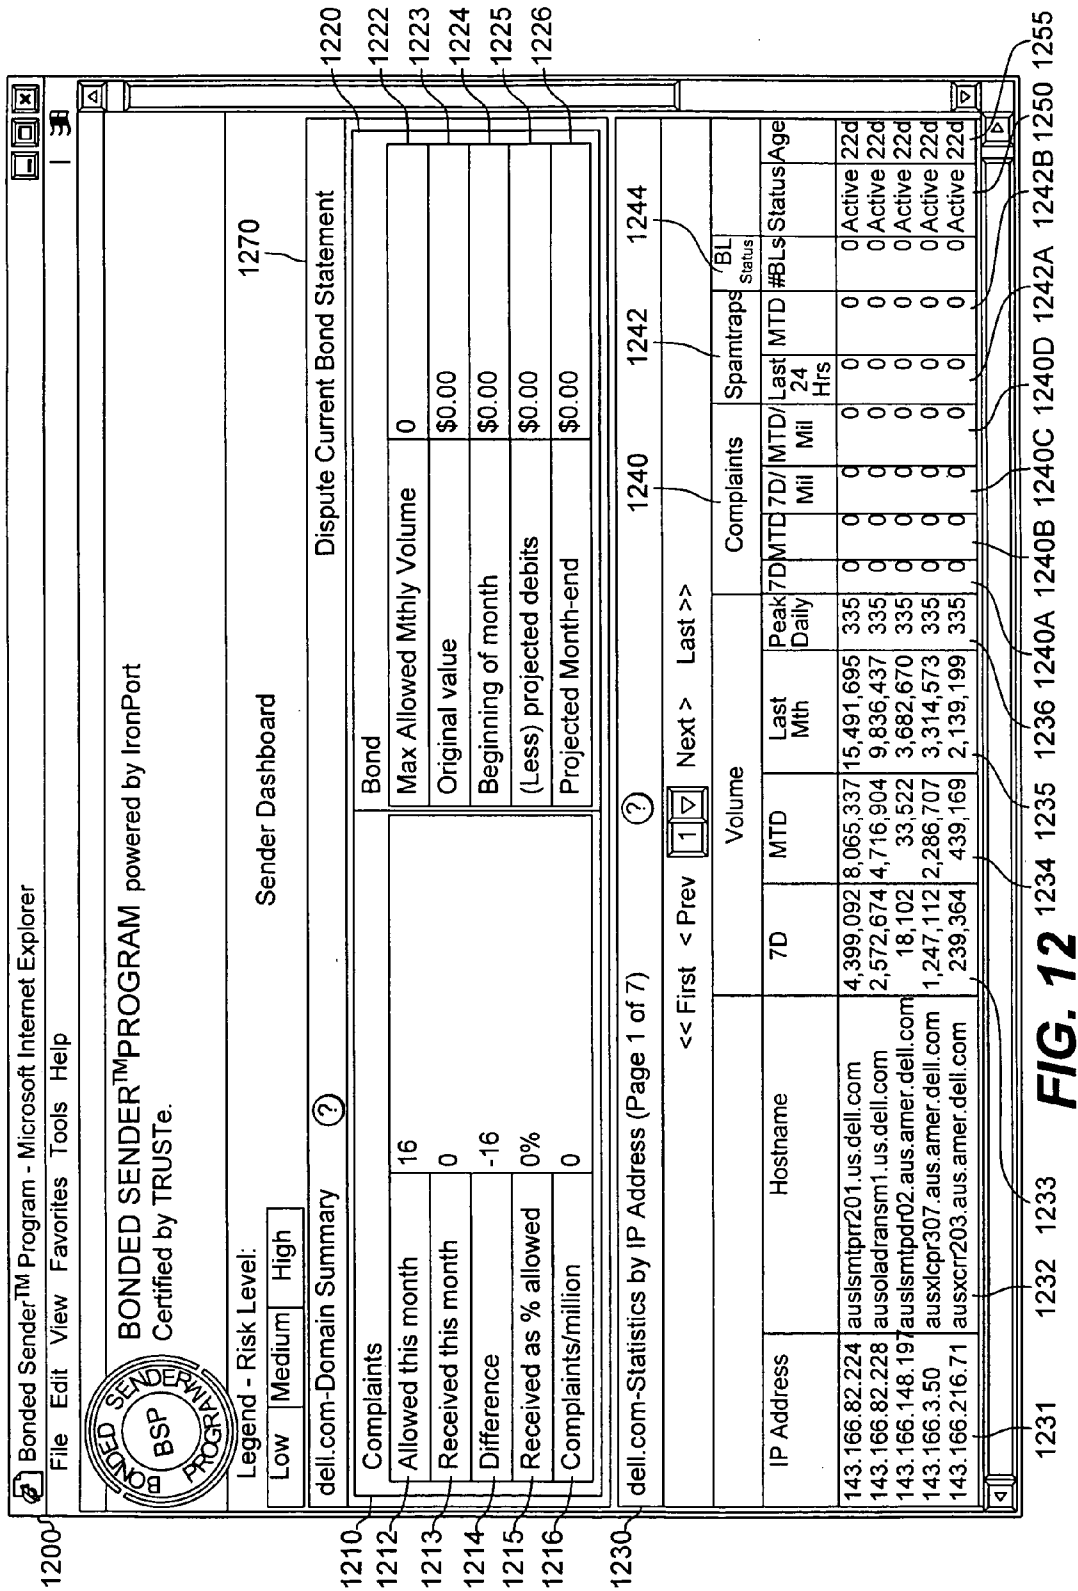 1200
Bonded Sender™ Program - Microsoft Internet Explorer
File Edit View Favorites Tools Help
BONDED SENDER PROGRAM
BSP
BONDED SENDER™PROGRAM powered by IronPort
Certified by TRUSTe.
Sender Dashboard
1270
Legend - Risk Level:
Low Medium High
dell.com-Domain Summary ?
Dispute Current Bond Statement
1210
Complaints
1212 Allowed this month 16
1213 Received this month 0
1214 Difference -16
1215 Received as % allowed 0%
1216 Complaints/million 0
Bond 1220
Max Allowed Mthly Volume 0 1222
Original value $0.00 1223
Beginning of month $0.00 1224
(Less) projected debits $0.00 1225
Projected Month-end $0.00 1226
1230
dell.com-Statistics by IP Address (Page 1 of 7) ?
1240 1242 1244
<< First < Prev 1 Next > Last >>
Volume Complaints Spamtraps BL Status
IP Address Hostname 7D MTD Last Mth Peak Daily 7D MTD 7D/ Mil MTD/ Mil Last 24 Hrs MTD #BLs Status Age
143.166.82.224 auslsmtprr201.us.dell.com 4,399,092 8,065,337 15,491,695 335 0 0 0 0 0 0 0 Active 22d
143.166.82.228 ausoladransm1.us.dell.com 2,572,674 4,716,904 9,836,437 335 0 0 0 0 0 0 0 Active 22d
143.166.148.197 auslsmtpdr02.aus.amer.dell.com 18,102 33,522 3,682,670 335 0 0 0 0 0 0 0 Active 22d
143.166.3.50 ausxlcpr307.aus.amer.dell.com 1,247,112 2,286,707 3,314,573 335 0 0 0 0 0 0 0 Active 22d
143.166.216.71 ausxcrr203.aus.amer.dell.com 239,364 439,169 2,139,199 335 0 0 0 0 0 0 0 Active 22d
1231 1232 1233 1234 1235 1236 1240A 1240B 1240C 1240D 1242A 1242B 1250 1255
FIG. 12